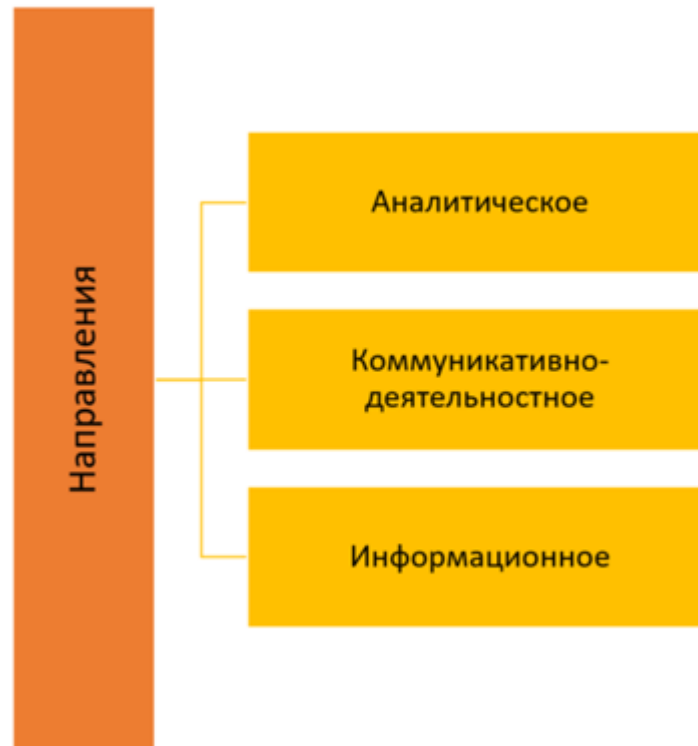 Направления
Аналитическое
Коммуникативно-
деятельностное
Информационное